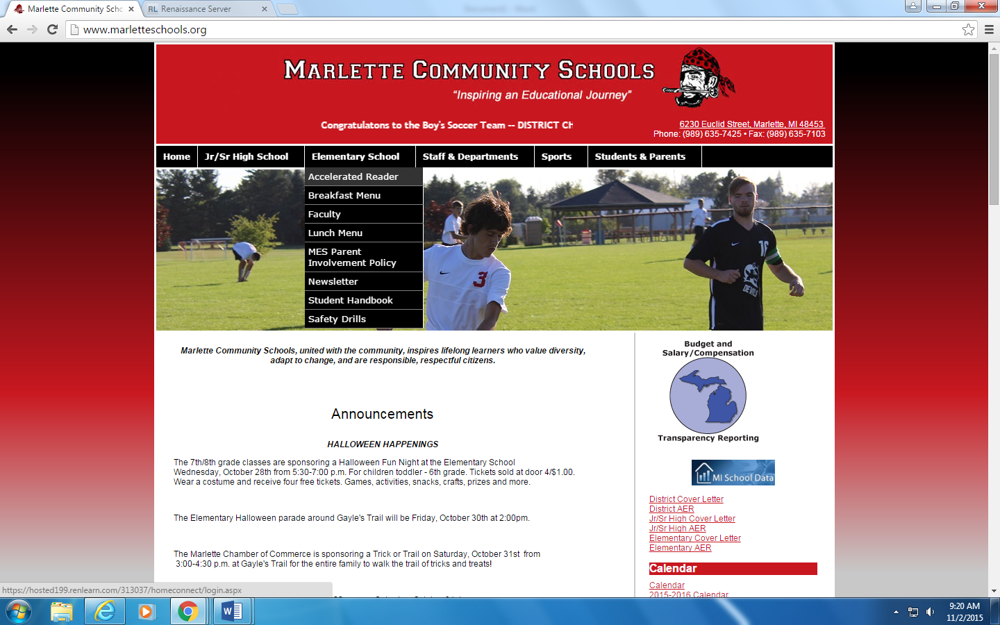 Marlette Community Scho
Renaissance Server
www.marletteschools.org
MARLETTE COMMUNITY SCHOOLS
“Inspiring an Educational Journey”
Congratulatons to the Boy's Soccer Team -- DISTRICT CH
6230 Euclid Street, Marlette, MI 48453
Phone: (989) 635-7425 • Fax: (989) 635-7103
Home
Jr/Sr High School
Elementary School
Staff & Departments
Sports
Students & Parents
Accelerated Reader
Breakfast Menu
Faculty
Lunch Menu
MES Parent
Involvement Policy
Newsletter
Student Handbook
Safety Drills
3
16
DEVILS
Marlette Community Schools, united with the community, inspires lifelong learners who value diversity,
adapt to change, and are responsible, respectful citizens.
Announcements
HALLOWEEN HAPPENINGS
The 7th/8th grade classes are sponsoring a Halloween Fun Night at the Elementary School
Wednesday, October 28th from 5:30-7:00 p.m. For children toddler - 6th grade. Tickets sold at door 4/$1.00.
Wear a costume and receive four free tickets. Games, activities, snacks, crafts, prizes and more.
The Elementary Halloween parade around Gayle's Trail will be Friday, October 30th at 2:00pm.
The Marlette Chamber of Commerce is sponsoring a Trick or Trail on Saturday, October 31st from
3:00-4:30 p.m. at Gayle's Trail for the entire family to walk the trail of tricks and treats!
Budget and
Salary/Compensation
Transparency Reporting
MI School Data
District Cover Letter
District AER
Jr/Sr High Cover Letter
Jr/Sr High AER
Elementary Cover Letter
Elementary AER
Calendar
Calendar
2015-2016 Calendar
https://hosted199.renlearn.com/313037/homeconnect/login.aspx
9:20 AM
11/2/2015